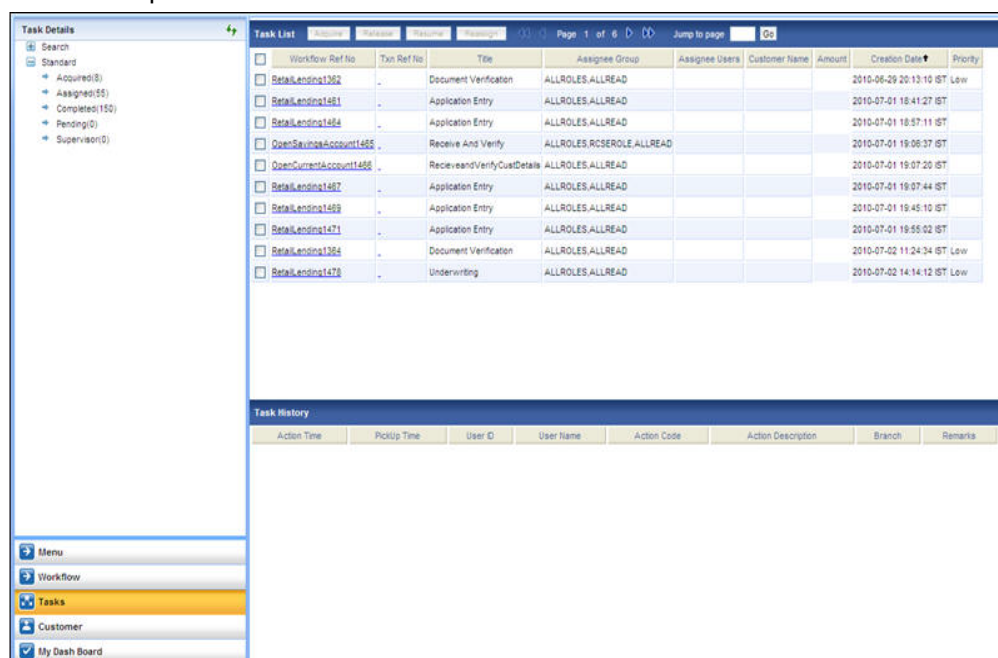 Task Details
Search
Standard
Acquired(8)
Assigned(55)
Completed(150)
Pending(0)
Supervisor(0)
Task List Acquire Release Resume Reassign Page 1 of 6 Jump to page Go
Workflow Ref No Txn Ref No Title Assignee Group Assignee Users Customer Name Amount Creation Date Priority
RetailLending1362 Document Verification ALLROLES,ALLREAD 2010-06-29 20:13:10 IST Low
RetailLending1461 Application Entry ALLROLES,ALLREAD 2010-07-01 18:41:27 IST
RetailLending1464 Application Entry ALLROLES,ALLREAD 2010-07-01 18:57:11 IST
OpenSavingsAccount1465 Receive And Verify ALLROLES,RCSEROLE,ALLREAD 2010-07-01 19:06:37 IST
OpenCurrentAccount1466 RecieveandVerifyCustDetails ALLROLES,ALLREAD 2010-07-01 19:07:20 IST
RetailLending1467 Application Entry ALLROLES,ALLREAD 2010-07-01 19:07:44 IST
RetailLending1469 Application Entry ALLROLES,ALLREAD 2010-07-01 19:45:10 IST
RetailLending1471 Application Entry ALLROLES,ALLREAD 2010-07-01 19:55:02 IST
RetailLending1364 Document Verification ALLROLES,ALLREAD 2010-07-02 11:24:34 IST Low
RetailLending1478 Underwriting ALLROLES,ALLREAD 2010-07-02 14:14:12 IST Low
Task History
Action Time PickUp Time User ID User Name Action Code Action Description Branch Remarks
Menu
Workflow
Tasks
Customer
My Dash Board